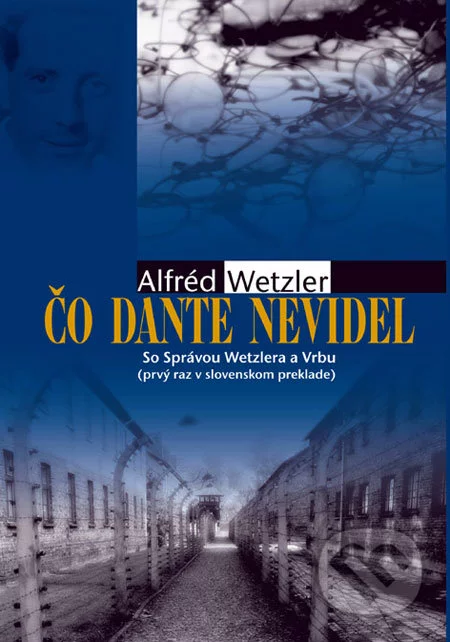 Alfréd Wetzler
ČO DANTE NEVIDEL
So Správou Wetzlera a Vrbu
(prvý raz v slovenskom preklade)